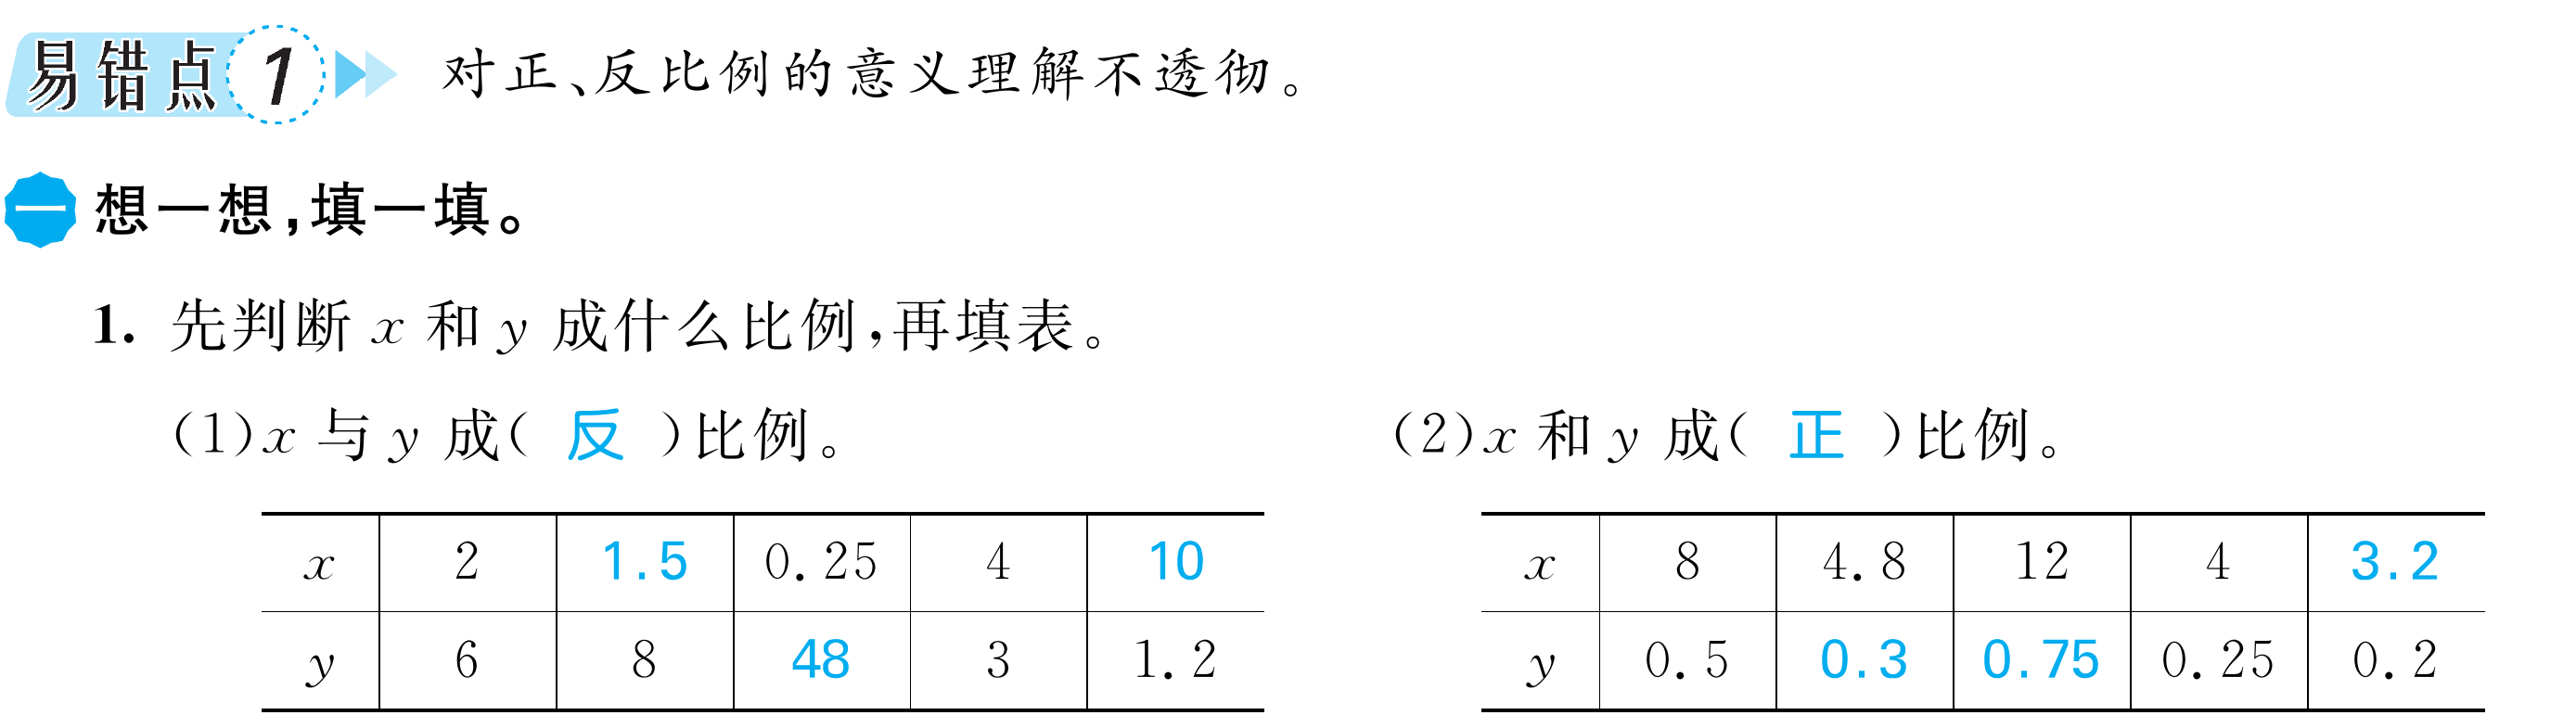 易错点1 对正、反比例的意义理解不透彻。
一 想一想,填一填。
1. 先判断 x 和 y 成什么比例,再填表。
(1)x 与 y 成( 反 )比例。
x 2 1.5 0.25 4 10
y 6 8 48 3 1.2
(2)x 和 y 成( 正 )比例。
x 8 4.8 12 4 3.2
y 0.5 0.3 0.75 0.25 0.2